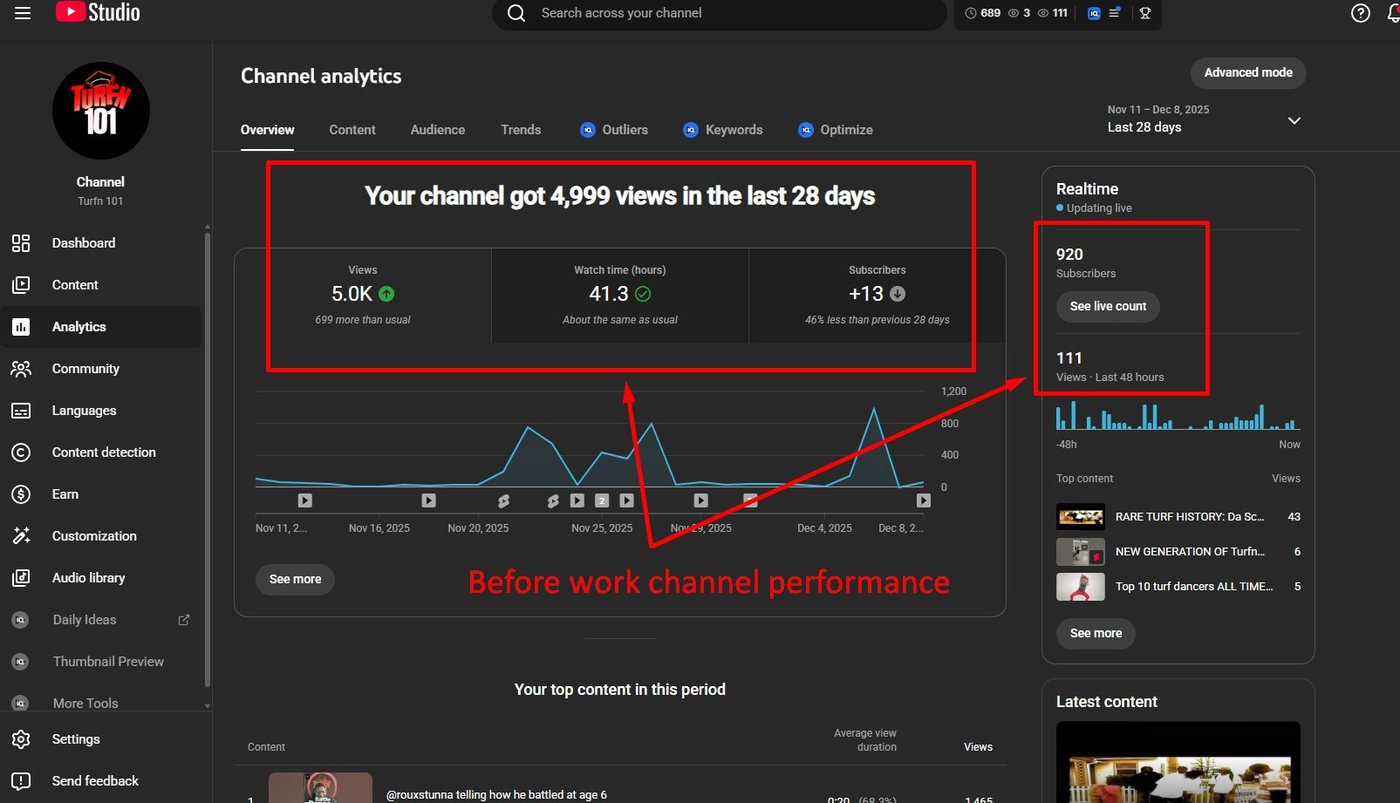 Studio
Search across your channel
689 3 111
TURFN
101
Channel
Turfn 101
Dashboard
Content
Analytics
Community
Languages
Content detection
Earn
Customization
Audio library
Daily Ideas
Thumbnail Preview
More Tools
Settings
Send feedback
Channel analytics
Advanced mode
Overview
Content
Audience
Trends
Outliers
Keywords
Optimize
Nov 11 – Dec 8, 2025
Last 28 days
Your channel got 4,999 views in the last 28 days
Views
5.0K
699 more than usual
Watch time (hours)
41.3
About the same as usual
Subscribers
+13
46% less than previous 28 days
1,200
800
400
0
2
Nov 11, 2...
Nov 16, 2025
Nov 20, 2025
Nov 25, 2025
Nov 29, 2025
Dec 4, 2025
Dec 8, 2...
See more
Before work channel performance
Your top content in this period
Content
Average view
duration
Views
1
@rouxstunna telling how he battled at age 6
0:20 (68.3%)
1,465
Realtime
Updating live
920
Subscribers
See live count
111
Views · Last 48 hours
-48h
Now
Top content
Views
RARE TURF HISTORY: Da Sc...
43
NEW GENERATION OF Turfn...
6
Top 10 turf dancers ALL TIME...
5
See more
Latest content